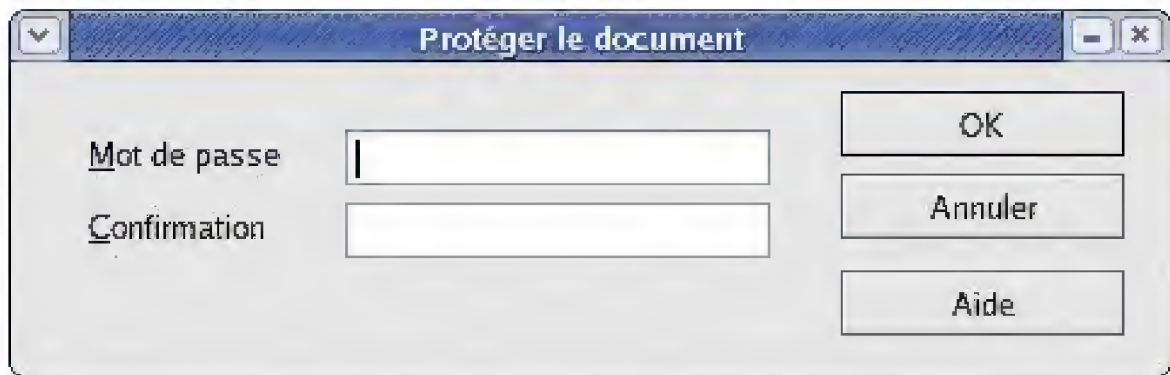 Protéger le document
Mot de passe
Confirmation
OK
Annuler
Aide